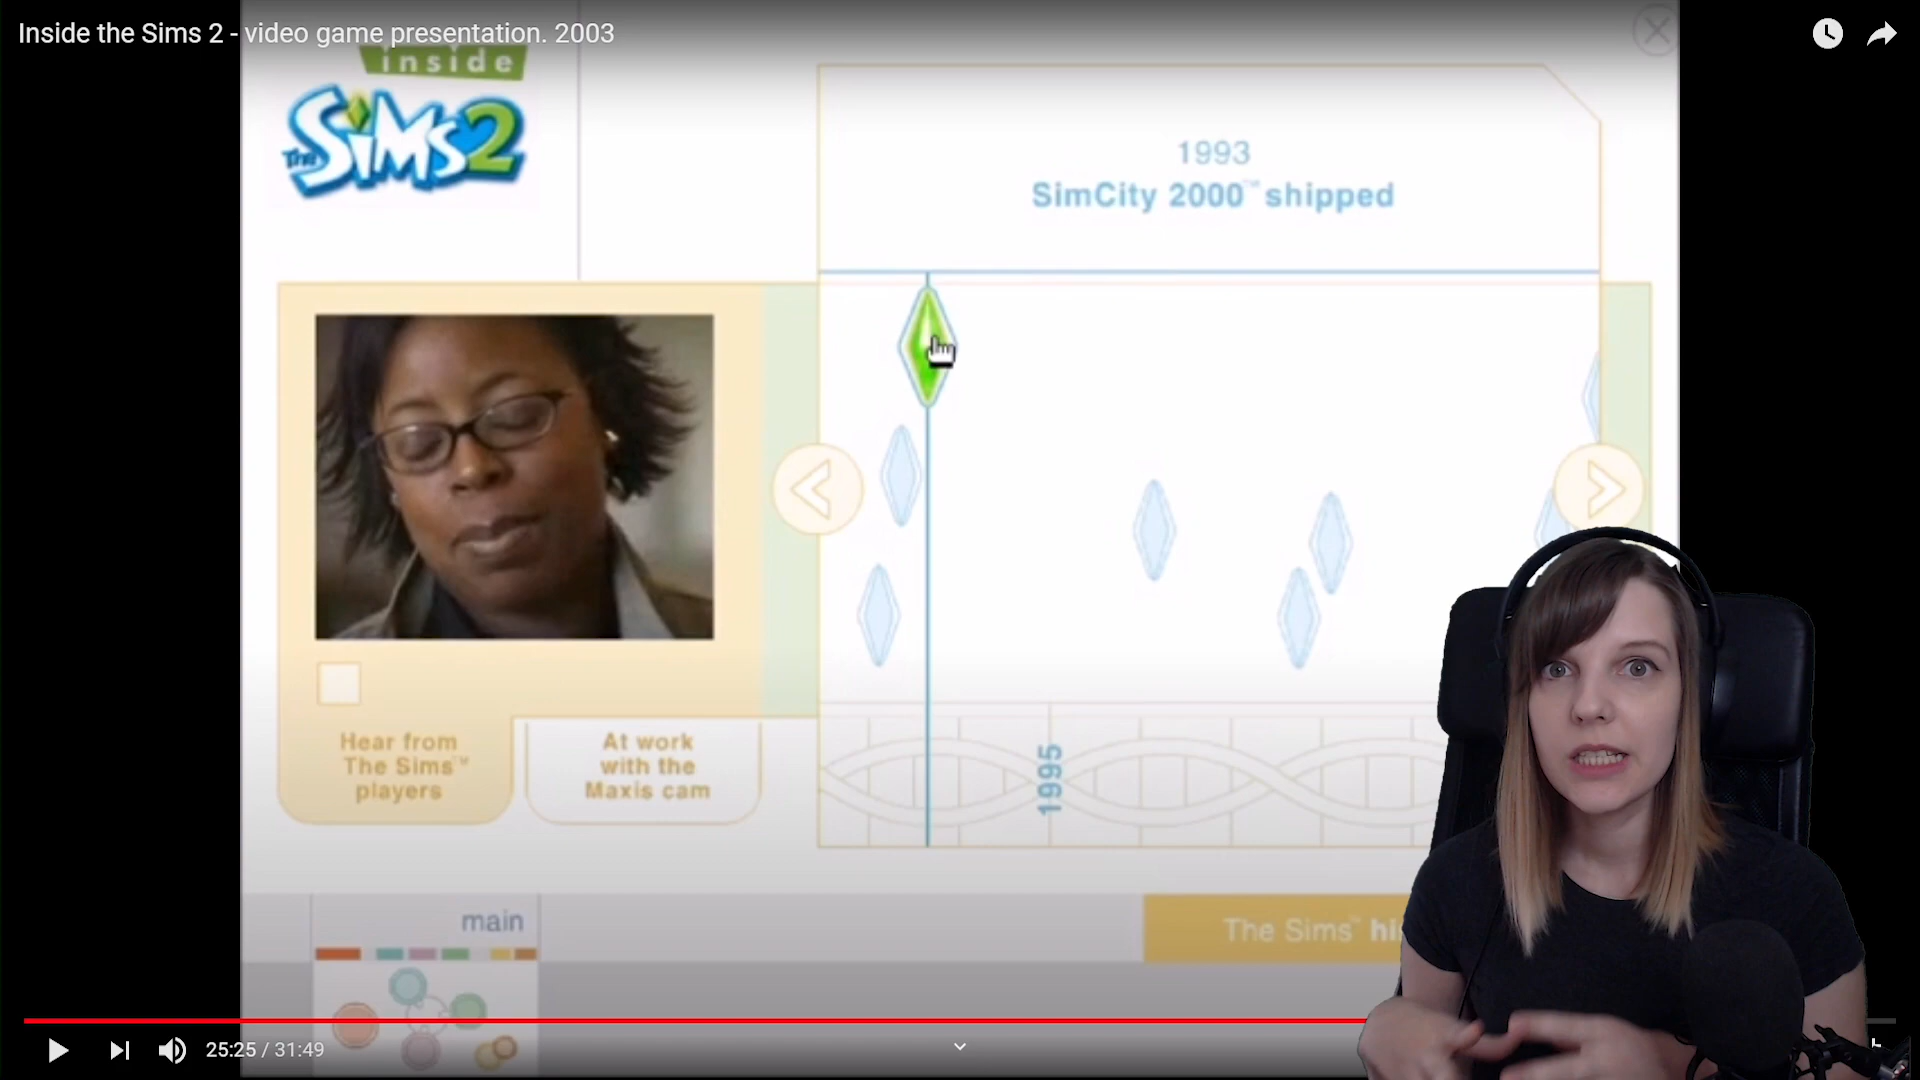 Inside the Sims 2 - video game presentation. 2003
inside
The Sims 2
1993
SimCity 2000™ shipped
Hear from
The Sims™
players
At work
with the
Maxis cam
1995
main
The Sims™ hi
25:25 / 31:49